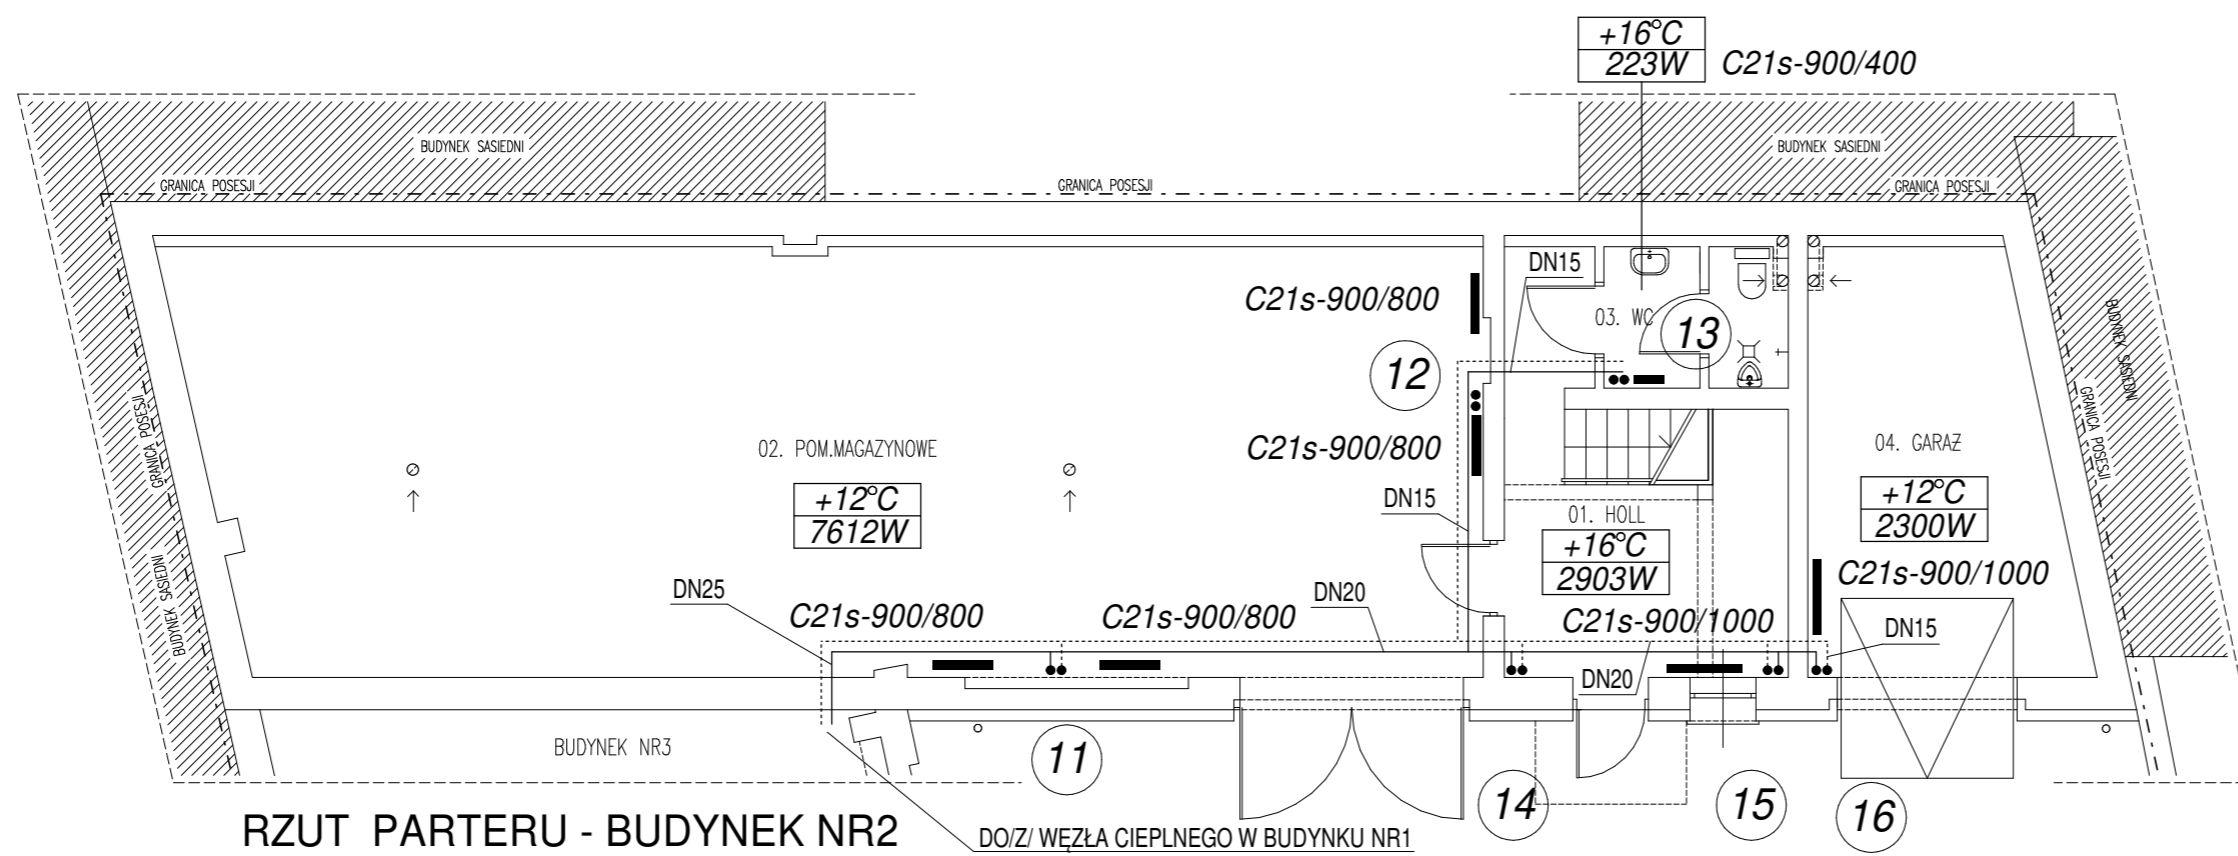 +16°C
223W
C21s-900/400
BUDYNEK SASIEDNI
BUDYNEK SASIEDNI
GRANICA POSESJI
GRANICA POSESJI
GRANICA POSESJI
DN15
C21s-900/800
03. WC
13
BUDYNEK SASIEDNI
12
GRANICA POSESJI
GRANICA POSESJI
02. POM.MAGAZYNOWE
C21s-900/800
04. GARAŻ
+12°C
7612W
DN15
01. HOLL
+16°C
2903W
+12°C
2300W
C21s-900/1000
BUDYNEK SASIEDNI
DN25
C21s-900/800
C21s-900/800
DN20
C21s-900/1000
DN15
DN20
BUDYNEK NR3
11
14
15
16
RZUT PARTERU - BUDYNEK NR2
DO/Z/ WĘZŁA CIEPLNEGO W BUDYNKU NR1